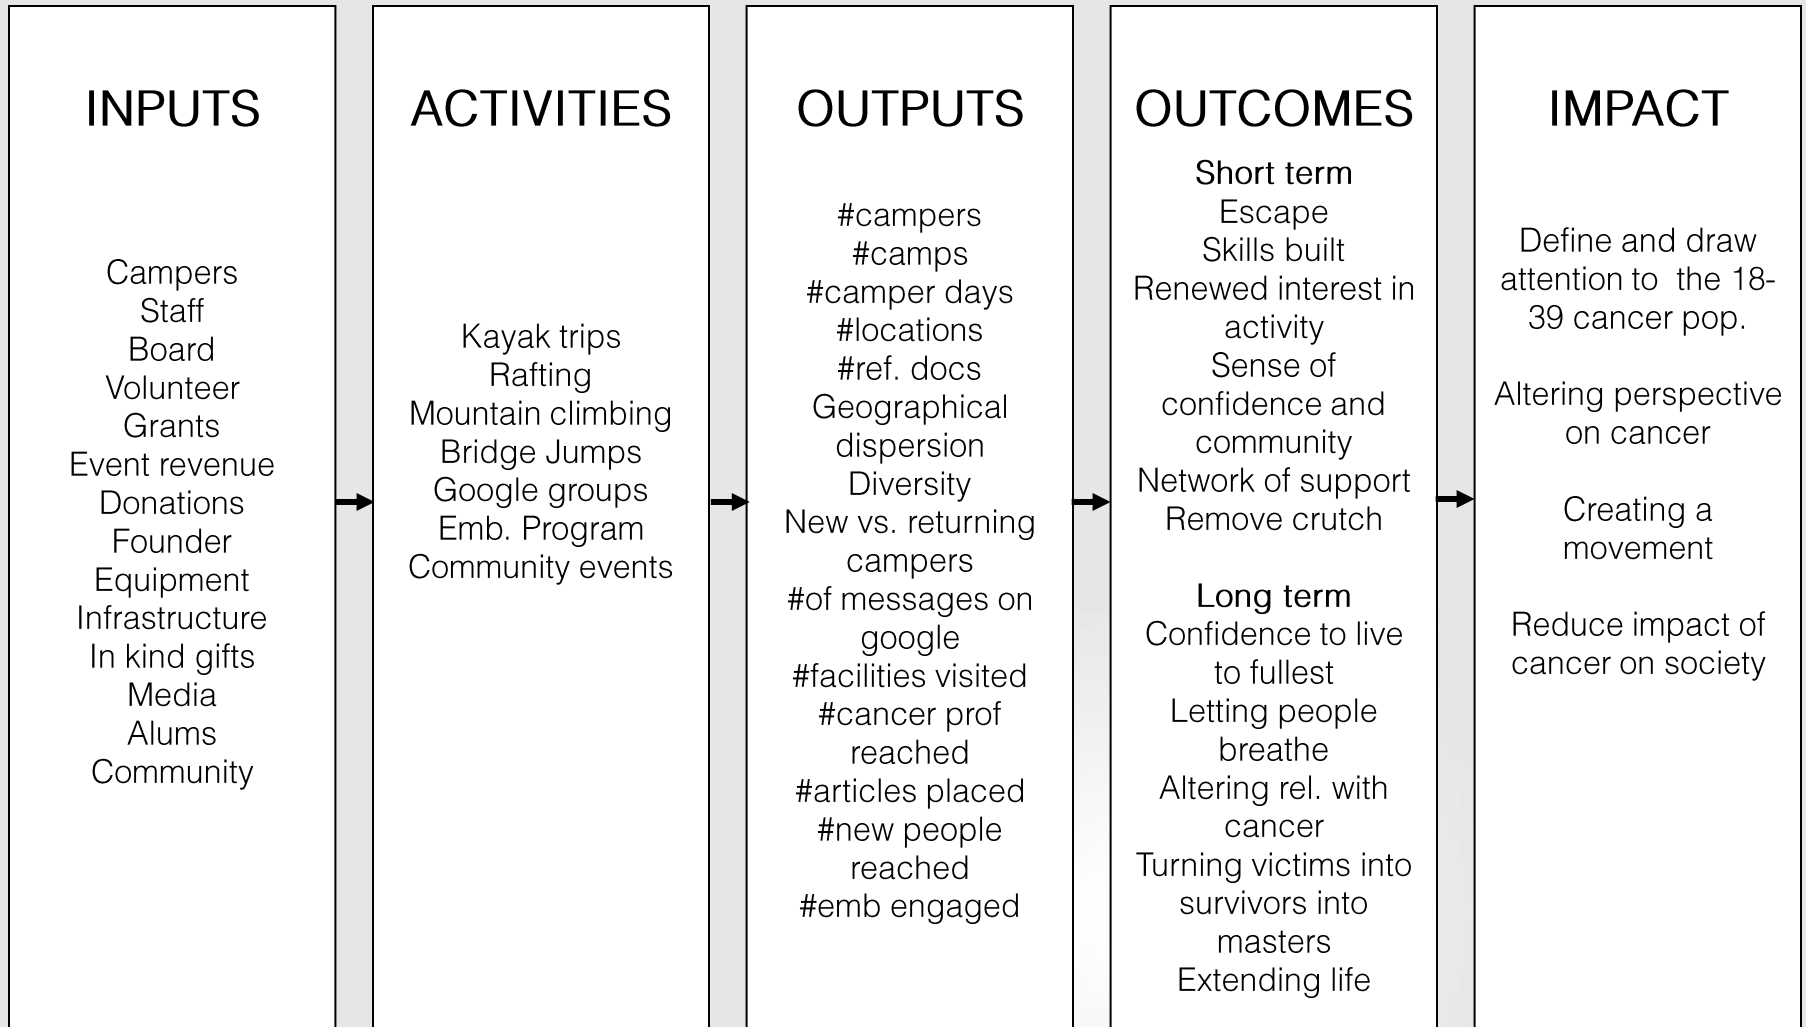 INPUTS
Campers
Staff
Board
Volunteer
Grants
Event revenue
Donations
Founder
Equipment
Infrastructure
In kind gifts
Media
Alums
Community
ACTIVITIES
Kayak trips
Rafting
Mountain climbing
Bridge Jumps
Google groups
Emb. Program
Community events
OUTPUTS
#campers
#camps
#camper days
#locations
#ref. docs
Geographical
dispersion
Diversity
New vs. returning
campers
#of messages on
google
#facilities visited
#cancer prof
reached
#articles placed
#new people
reached
#emb engaged
OUTCOMES
Short term
Escape
Skills built
Renewed interest in
activity
Sense of
confidence and
community
Network of support
Remove crutch
Long term
Confidence to live
to fullest
Letting people
breathe
Altering rel. with
cancer
Turning victims into
survivors into
masters
Extending life
IMPACT
Define and draw
attention to  the 18-
39 cancer pop.
Altering perspective
on cancer
Creating a
movement
Reduce impact of
cancer on society